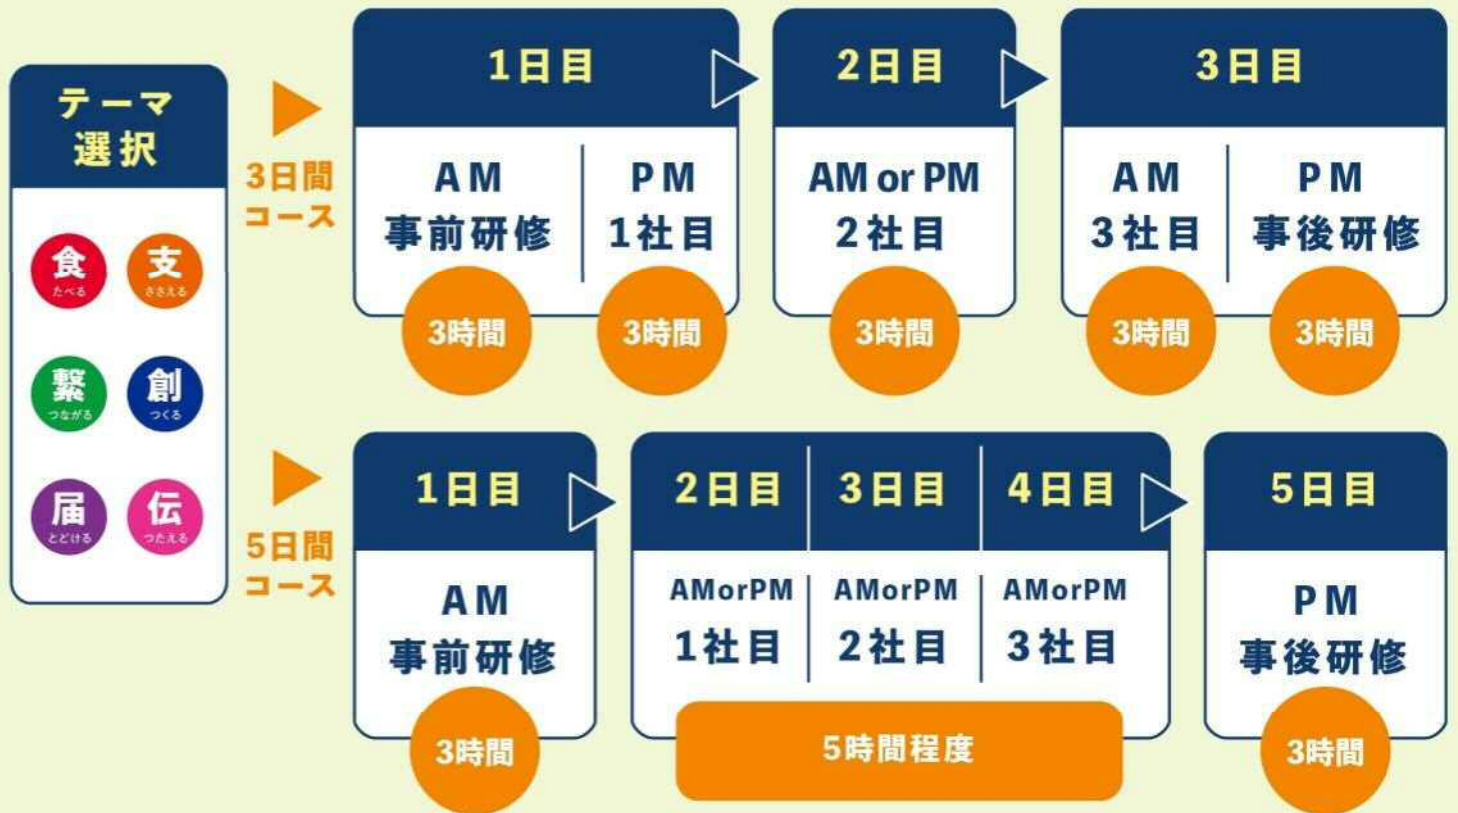 テーマ
選択
食
たべる
支
ささえる
繋
つながる
創
つくる
届
とどける
伝
つたえる
3日間
コース
1日目
AM
事前研修
3時間
PM
1社目
3時間
2日目
AM or PM
2社目
3時間
3日目
AM
3社目
3時間
PM
事後研修
3時間
5日間
コース
1日目
AM
事前研修
3時間
2日目
AMorPM
1社目
3日目
AMorPM
2社目
4日目
AMorPM
3社目
5時間程度
5日目
PM
事後研修
3時間